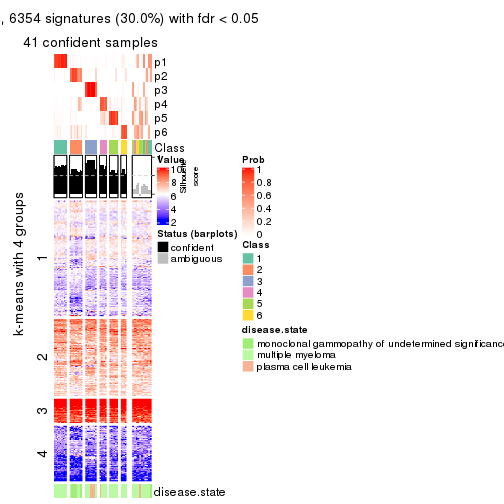 , 6354 signatures (30.0%) with fdr < 0.05
41 confident samples
p1
p2
p3
p4
p5
p6
Class
k-means with 4 groups
1
2
3
4
Silhouette
score
Value
10
8
6
4
2
Status (barplots)
confident
ambiguous
Prob
1
0.8
0.6
0.4
0.2
0
Class
1
2
3
4
5
6
disease.state
monoclonal gammopathy of undetermined significance
multiple myeloma
plasma cell leukemia
disease.state